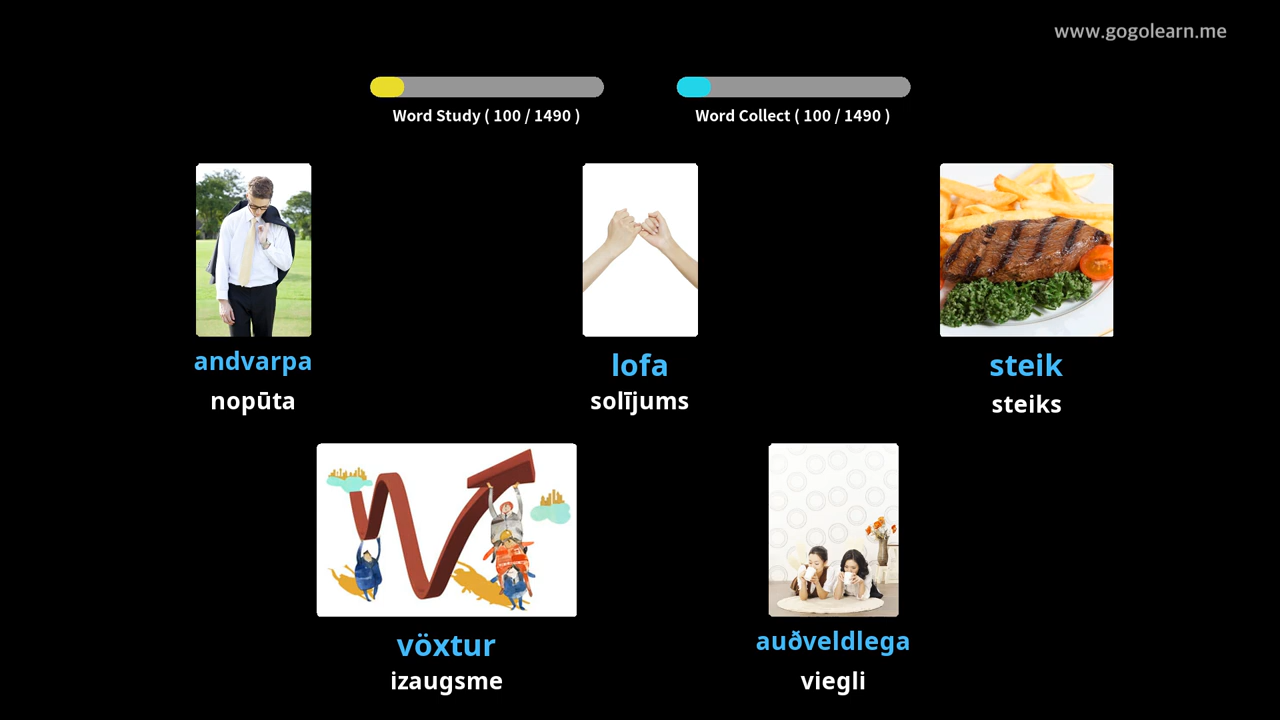 www.gogolearn.me
Word Study ( 100 / 1490 )
Word Collect ( 100 / 1490 )
andvarpa
nopūta
lofa
solījums
steik
steiks
vöxtur
izaugsme
auðveldlega
viegli